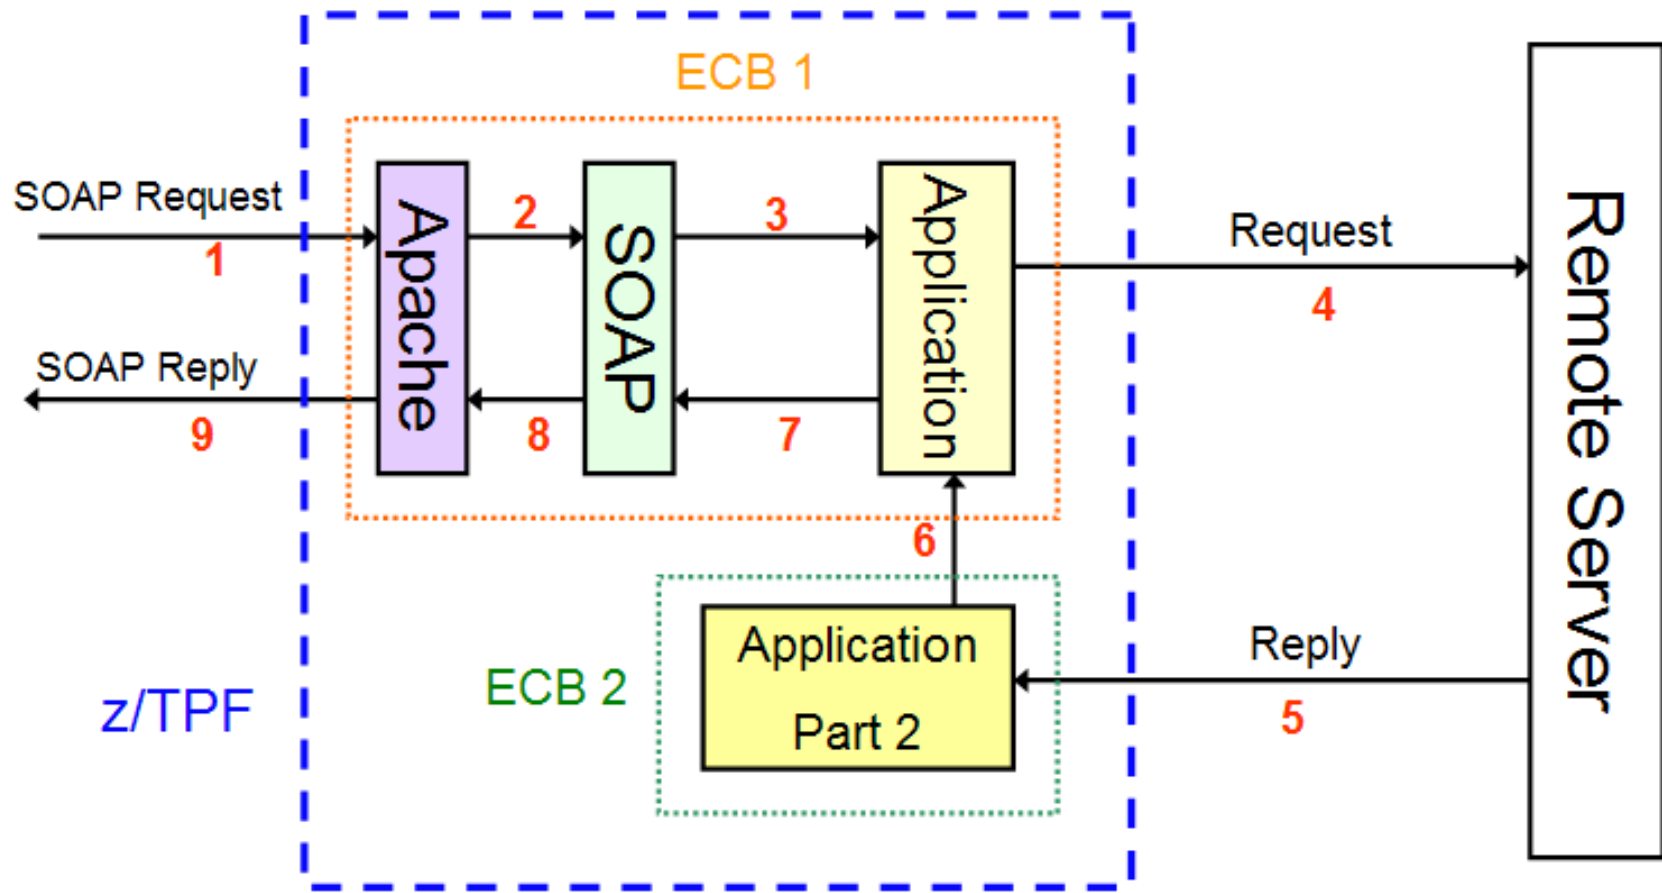 ECB 1
SOAP Request
1
Apache
2
SOAP
3
Application
Request
4
Remote Server
SOAP Reply
9
8
7
6
ECB 2
Application
Part 2
Reply
5
z/TPF